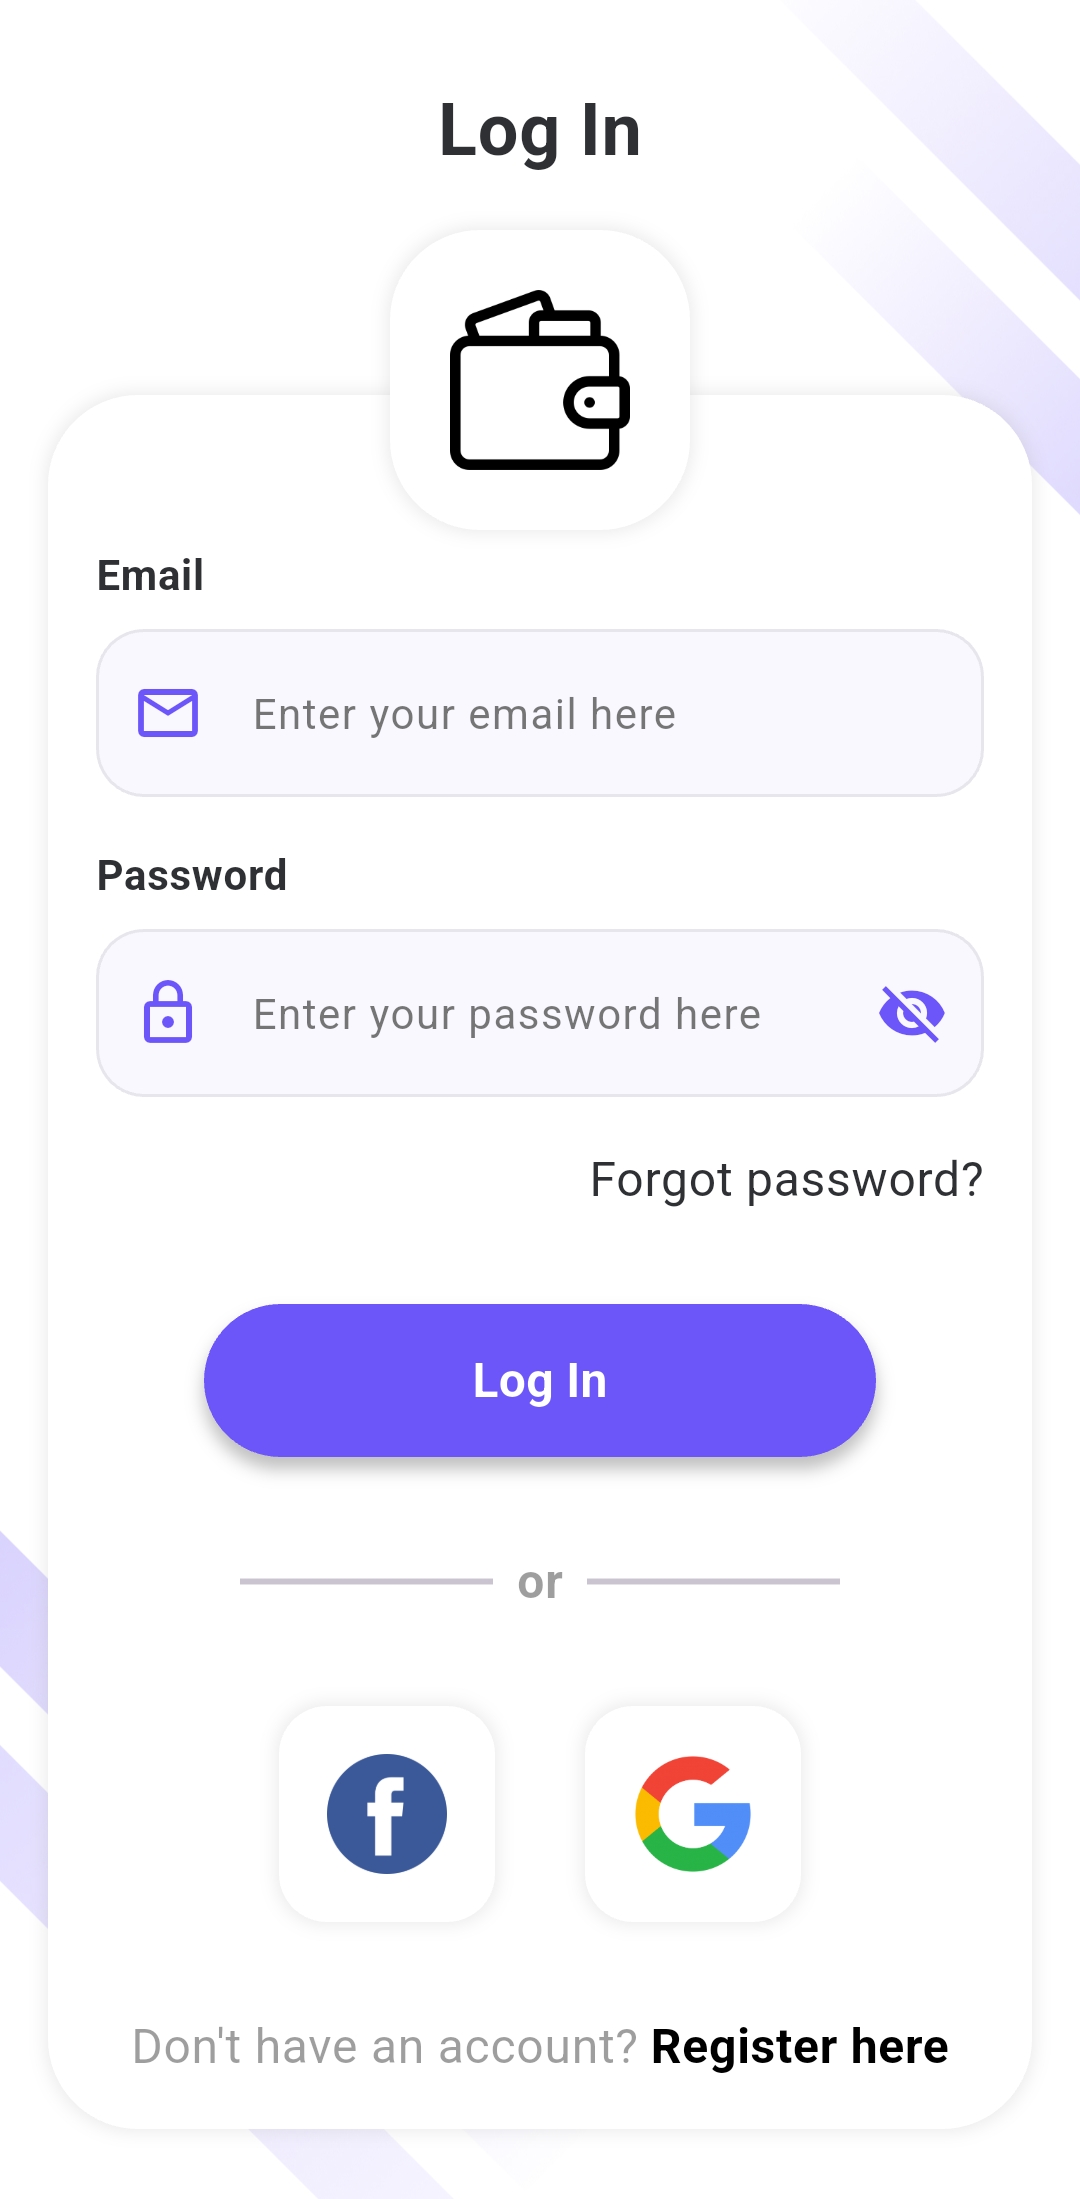 Log In
Email
Enter your email here
Password
Enter your password here
Forgot password?
Log In
or
Don't have an account? Register here